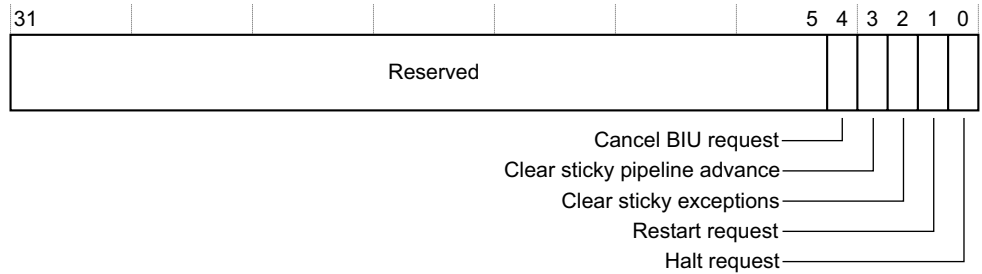 31 5 4 3 2 1 0
Reserved
Cancel BIU request
Clear sticky pipeline advance
Clear sticky exceptions
Restart request
Halt request